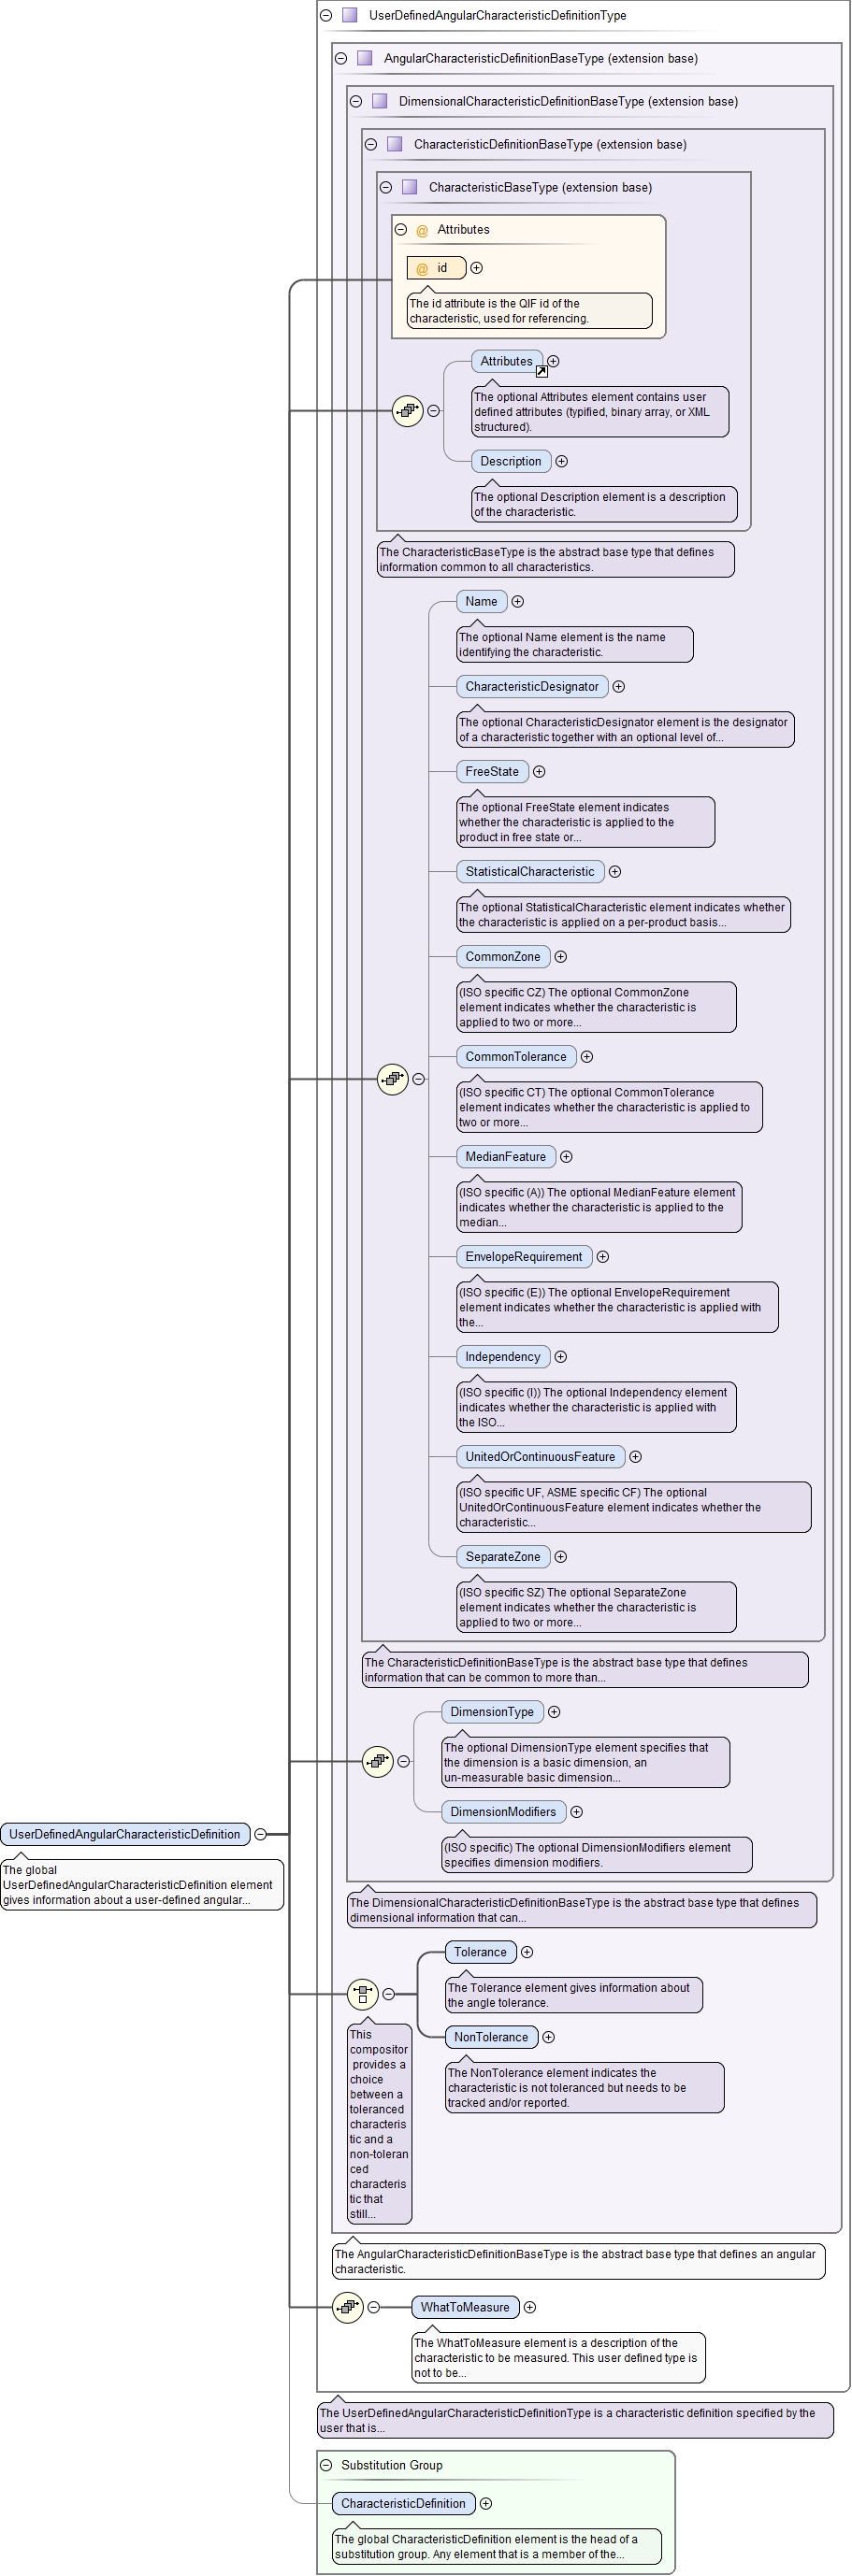 UserDefinedAngularCharacteristicDefinitionType
AngularCharacteristicDefinitionBaseType (extension base)
DimensionalCharacteristicDefinitionBaseType (extension base)
CharacteristicDefinitionBaseType (extension base)
CharacteristicBaseType (extension base)
@ Attributes
@ id
The id attribute is the QIF id of the
characteristic, used for referencing.
Attributes
The optional Attributes element contains user
defined attributes (typified, binary array, or XML
structured).
Description
The optional Description element is a description
of the characteristic.
The CharacteristicBaseType is the abstract base type that defines
information common to all characteristics.
Name
The optional Name element is the name
identifying the characteristic.
CharacteristicDesignator
The optional CharacteristicDesignator element is the designator
of a characteristic together with an optional level of...
FreeState
The optional FreeState element indicates
whether the characteristic is applied to the
product in free state or...
StatisticalCharacteristic
The optional StatisticalCharacteristic element indicates whether
the characteristic is applied on a per-product basis...
CommonZone
(ISO specific CZ) The optional CommonZone
element indicates whether the characteristic is
applied to two or more...
CommonTolerance
(ISO specific CT) The optional CommonTolerance
element indicates whether the characteristic is applied to
two or more...
MedianFeature
(ISO specific (A)) The optional MedianFeature element
indicates whether the characteristic is applied to the
median...
EnvelopeRequirement
(ISO specific (E)) The optional EnvelopeRequirement
element indicates whether the characteristic is applied with
the...
Independency
(ISO specific (I)) The optional Independency element
indicates whether the characteristic is applied with
the ISO...
UnitedOrContinuousFeature
(ISO specific UF, ASME specific CF) The optional
UnitedOrContinuousFeature element indicates whether the
characteristic...
SeparateZone
(ISO specific SZ) The optional SeparateZone
element indicates whether the characteristic is
applied to two or more...
The CharacteristicDefinitionBaseType is the abstract base type that defines
information that can be common to more than...
DimensionType
The optional DimensionType element specifies that
the dimension is a basic dimension, an
un-measurable basic dimension...
DimensionModifiers
(ISO specific) The optional DimensionModifiers element
specifies dimension modifiers.
UserDefinedAngularCharacteristicDefinition
The global
UserDefinedAngularCharacteristicDefinition element
gives information about a user-defined angular...
The DimensionalCharacteristicDefinitionBaseType is the abstract base type that defines
dimensional information that can...
Tolerance
The Tolerance element gives information about
the angle tolerance.
NonTolerance
The NonTolerance element indicates the
characteristic is not toleranced but needs to be
tracked and/or reported.
This
compositor
provides a
choice
between a
toleranced
characteris
tic and a
non-toleran
ced
characteris
tic that
still...
The AngularCharacteristicDefinitionBaseType is the abstract base type that defines an angular
characteristic.
WhatToMeasure
The WhatToMeasure element is a description of the
characteristic to be measured. This user defined type is
not to be...
The UserDefinedAngularCharacteristicDefinitionType is a characteristic definition specified by the
user that is...
Substitution Group
CharacteristicDefinition
The global CharacteristicDefinition element is the head of a
substitution group. Any element that is a member of the...